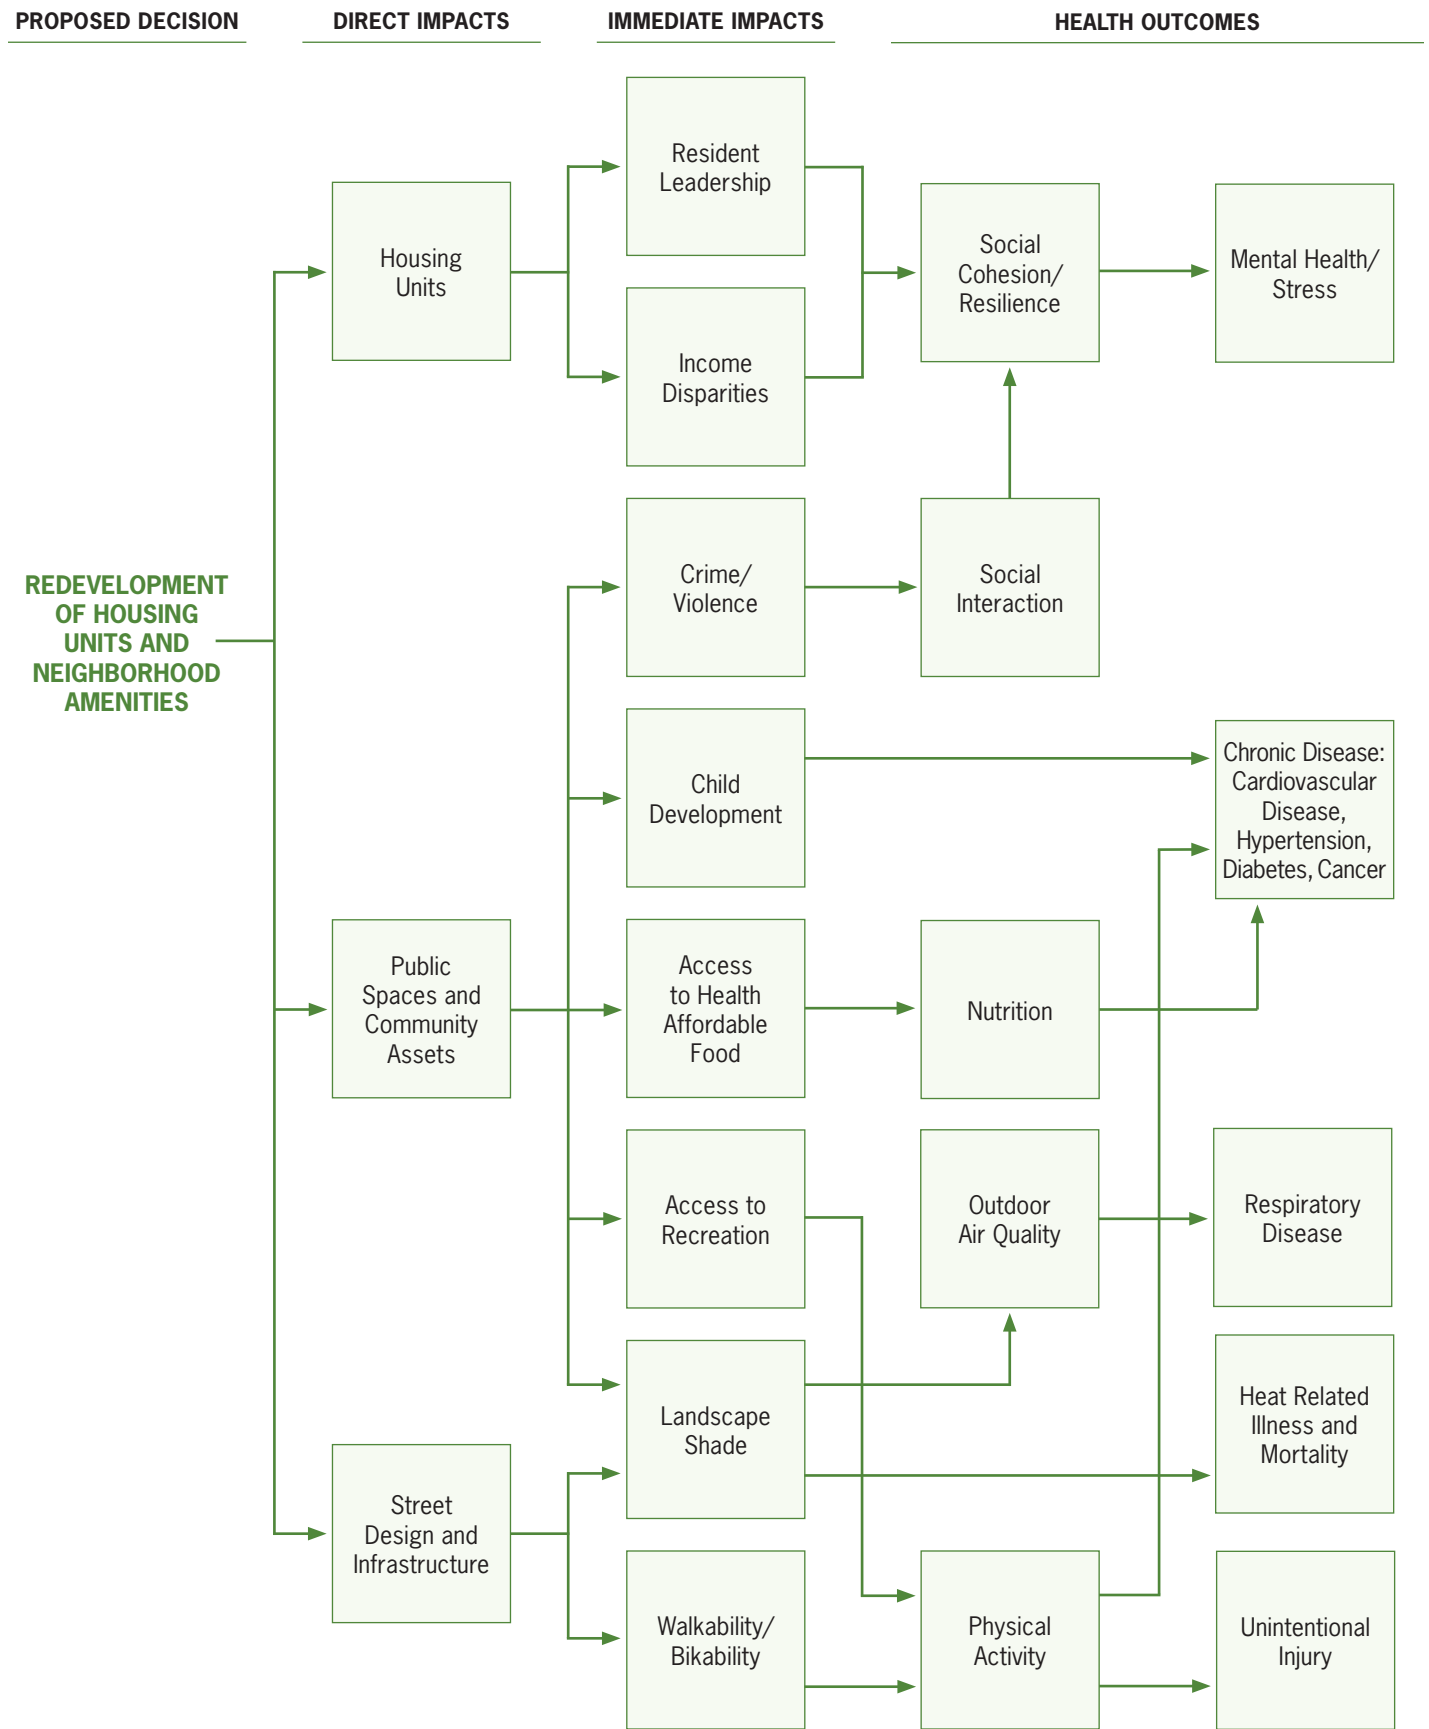 PROPOSED DECISION
DIRECT IMPACTS
IMMEDIATE IMPACTS
HEALTH OUTCOMES
REDEVELOPMENT
OF HOUSING
UNITS AND
NEIGHBORHOOD
AMENITIES
Housing
Units
Public
Spaces and
Community
Assets
Street
Design and
Infrastructure
Resident
Leadership
Income
Disparities
Crime/
Violence
Child
Development
Access
to Health
Affordable
Food
Access to
Recreation
Landscape
Shade
Walkability/
Bikability
Social
Cohesion/
Resilience
Social
Interaction
Nutrition
Outdoor
Air Quality
Physical
Activity
Mental Health/
Stress
Chronic Disease:
Cardiovascular
Disease,
Hypertension,
Diabetes, Cancer
Respiratory
Disease
Heat Related
Illness and
Mortality
Unintentional
Injury